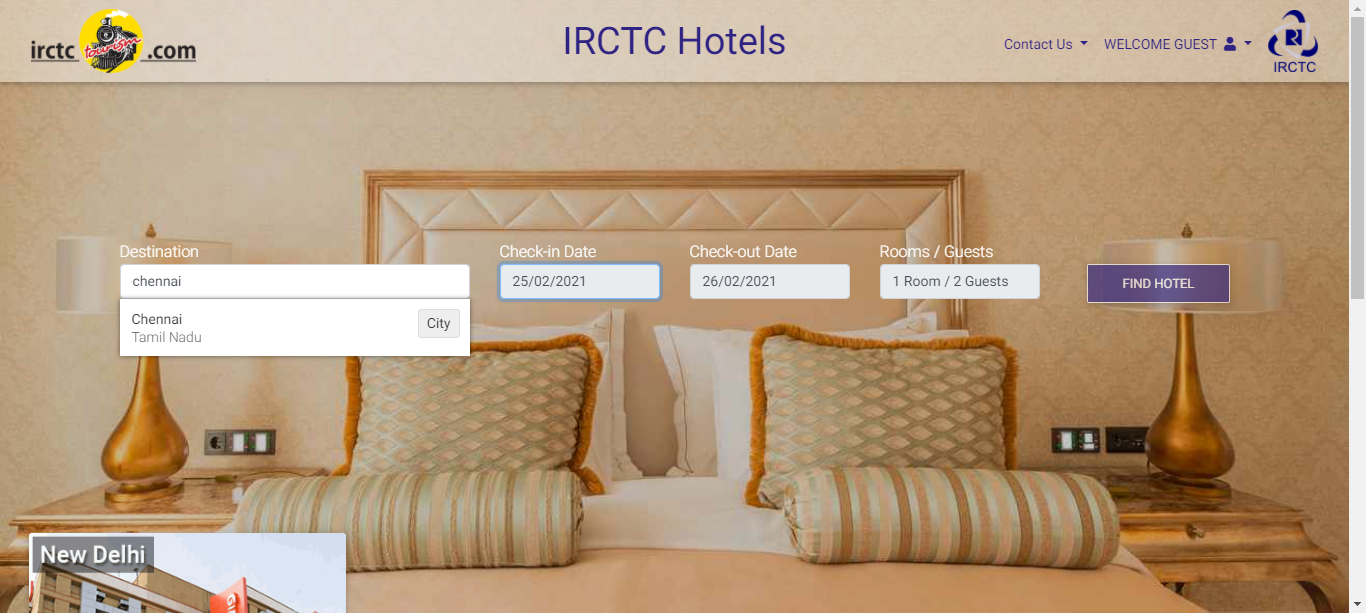 irctc tourism .com
IRCTC Hotels
Contact Us
WELCOME GUEST
IRCTC
Destination
Check-in Date
Check-out Date
Rooms / Guests
chennai
25/02/2021
26/02/2021
1 Room / 2 Guests
FIND HOTEL
Chennai
City
Tamil Nadu
New Delhi